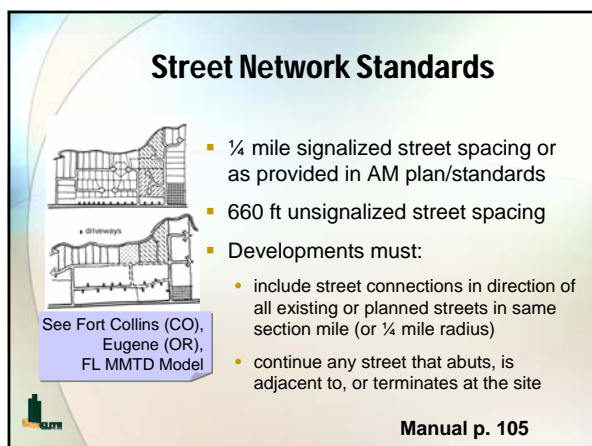 Street Network Standards
¼ mile signalized street spacing or
as provided in AM plan/standards
660 ft unsignalized street spacing
Developments must:
include street connections in direction of
all existing or planned streets in same
section mile (or ¼ mile radius)
continue any street that abuts, is
adjacent to, or terminates at the site
driveways
See Fort Collins (CO),
Eugene (OR),
FL MMTD Model
Manual p. 105